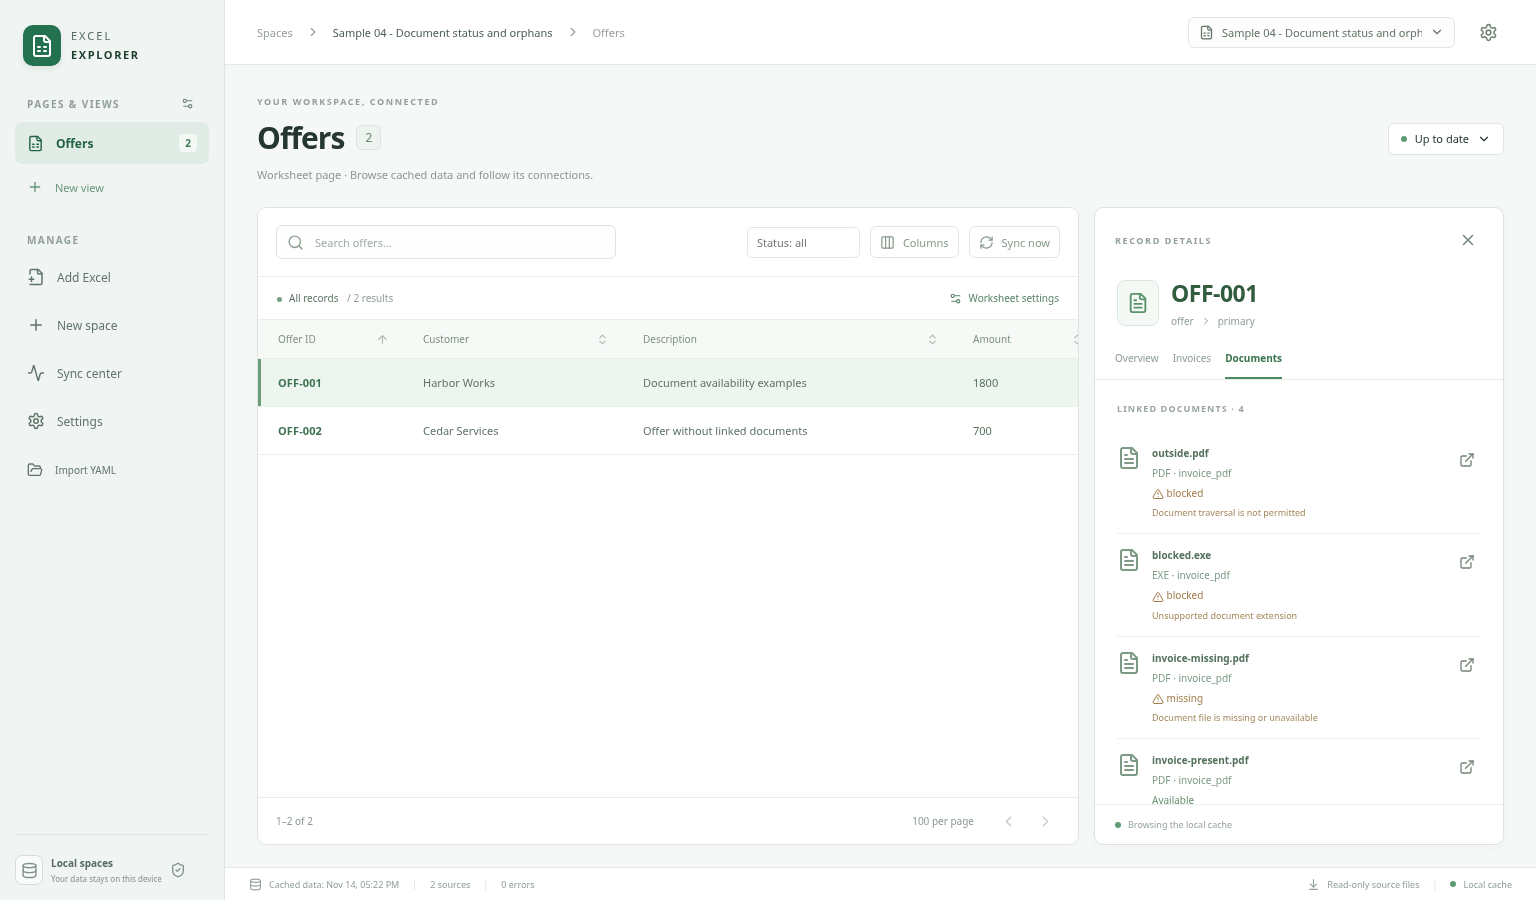 EXCEL
EXPLORER
PAGES & VIEWS
Offers 2
New view
MANAGE
Add Excel
New space
Sync center
Settings
Import YAML
Local spaces
Your data stays on this device
Spaces Sample 04 - Document status and orphans Offers
Sample 04 - Document status and orph
YOUR WORKSPACE, CONNECTED
Offers 2
Up to date
Worksheet page · Browse cached data and follow its connections.
Search offers...
Status: all
Columns
Sync now
All records / 2 results
Worksheet settings
Offer ID Customer Description Amount
OFF-001 Harbor Works Document availability examples 1800
OFF-002 Cedar Services Offer without linked documents 700
1–2 of 2
100 per page
RECORD DETAILS
OFF-001
offer primary
Overview Invoices Documents
LINKED DOCUMENTS · 4
outside.pdf
PDF · invoice_pdf
blocked
Document traversal is not permitted
blocked.exe
EXE · invoice_pdf
blocked
Unsupported document extension
invoice-missing.pdf
PDF · invoice_pdf
missing
Document file is missing or unavailable
invoice-present.pdf
PDF · invoice_pdf
Available
Browsing the local cache
Cached data: Nov 14, 05:22 PM | 2 sources | 0 errors
Read-only source files | Local cache